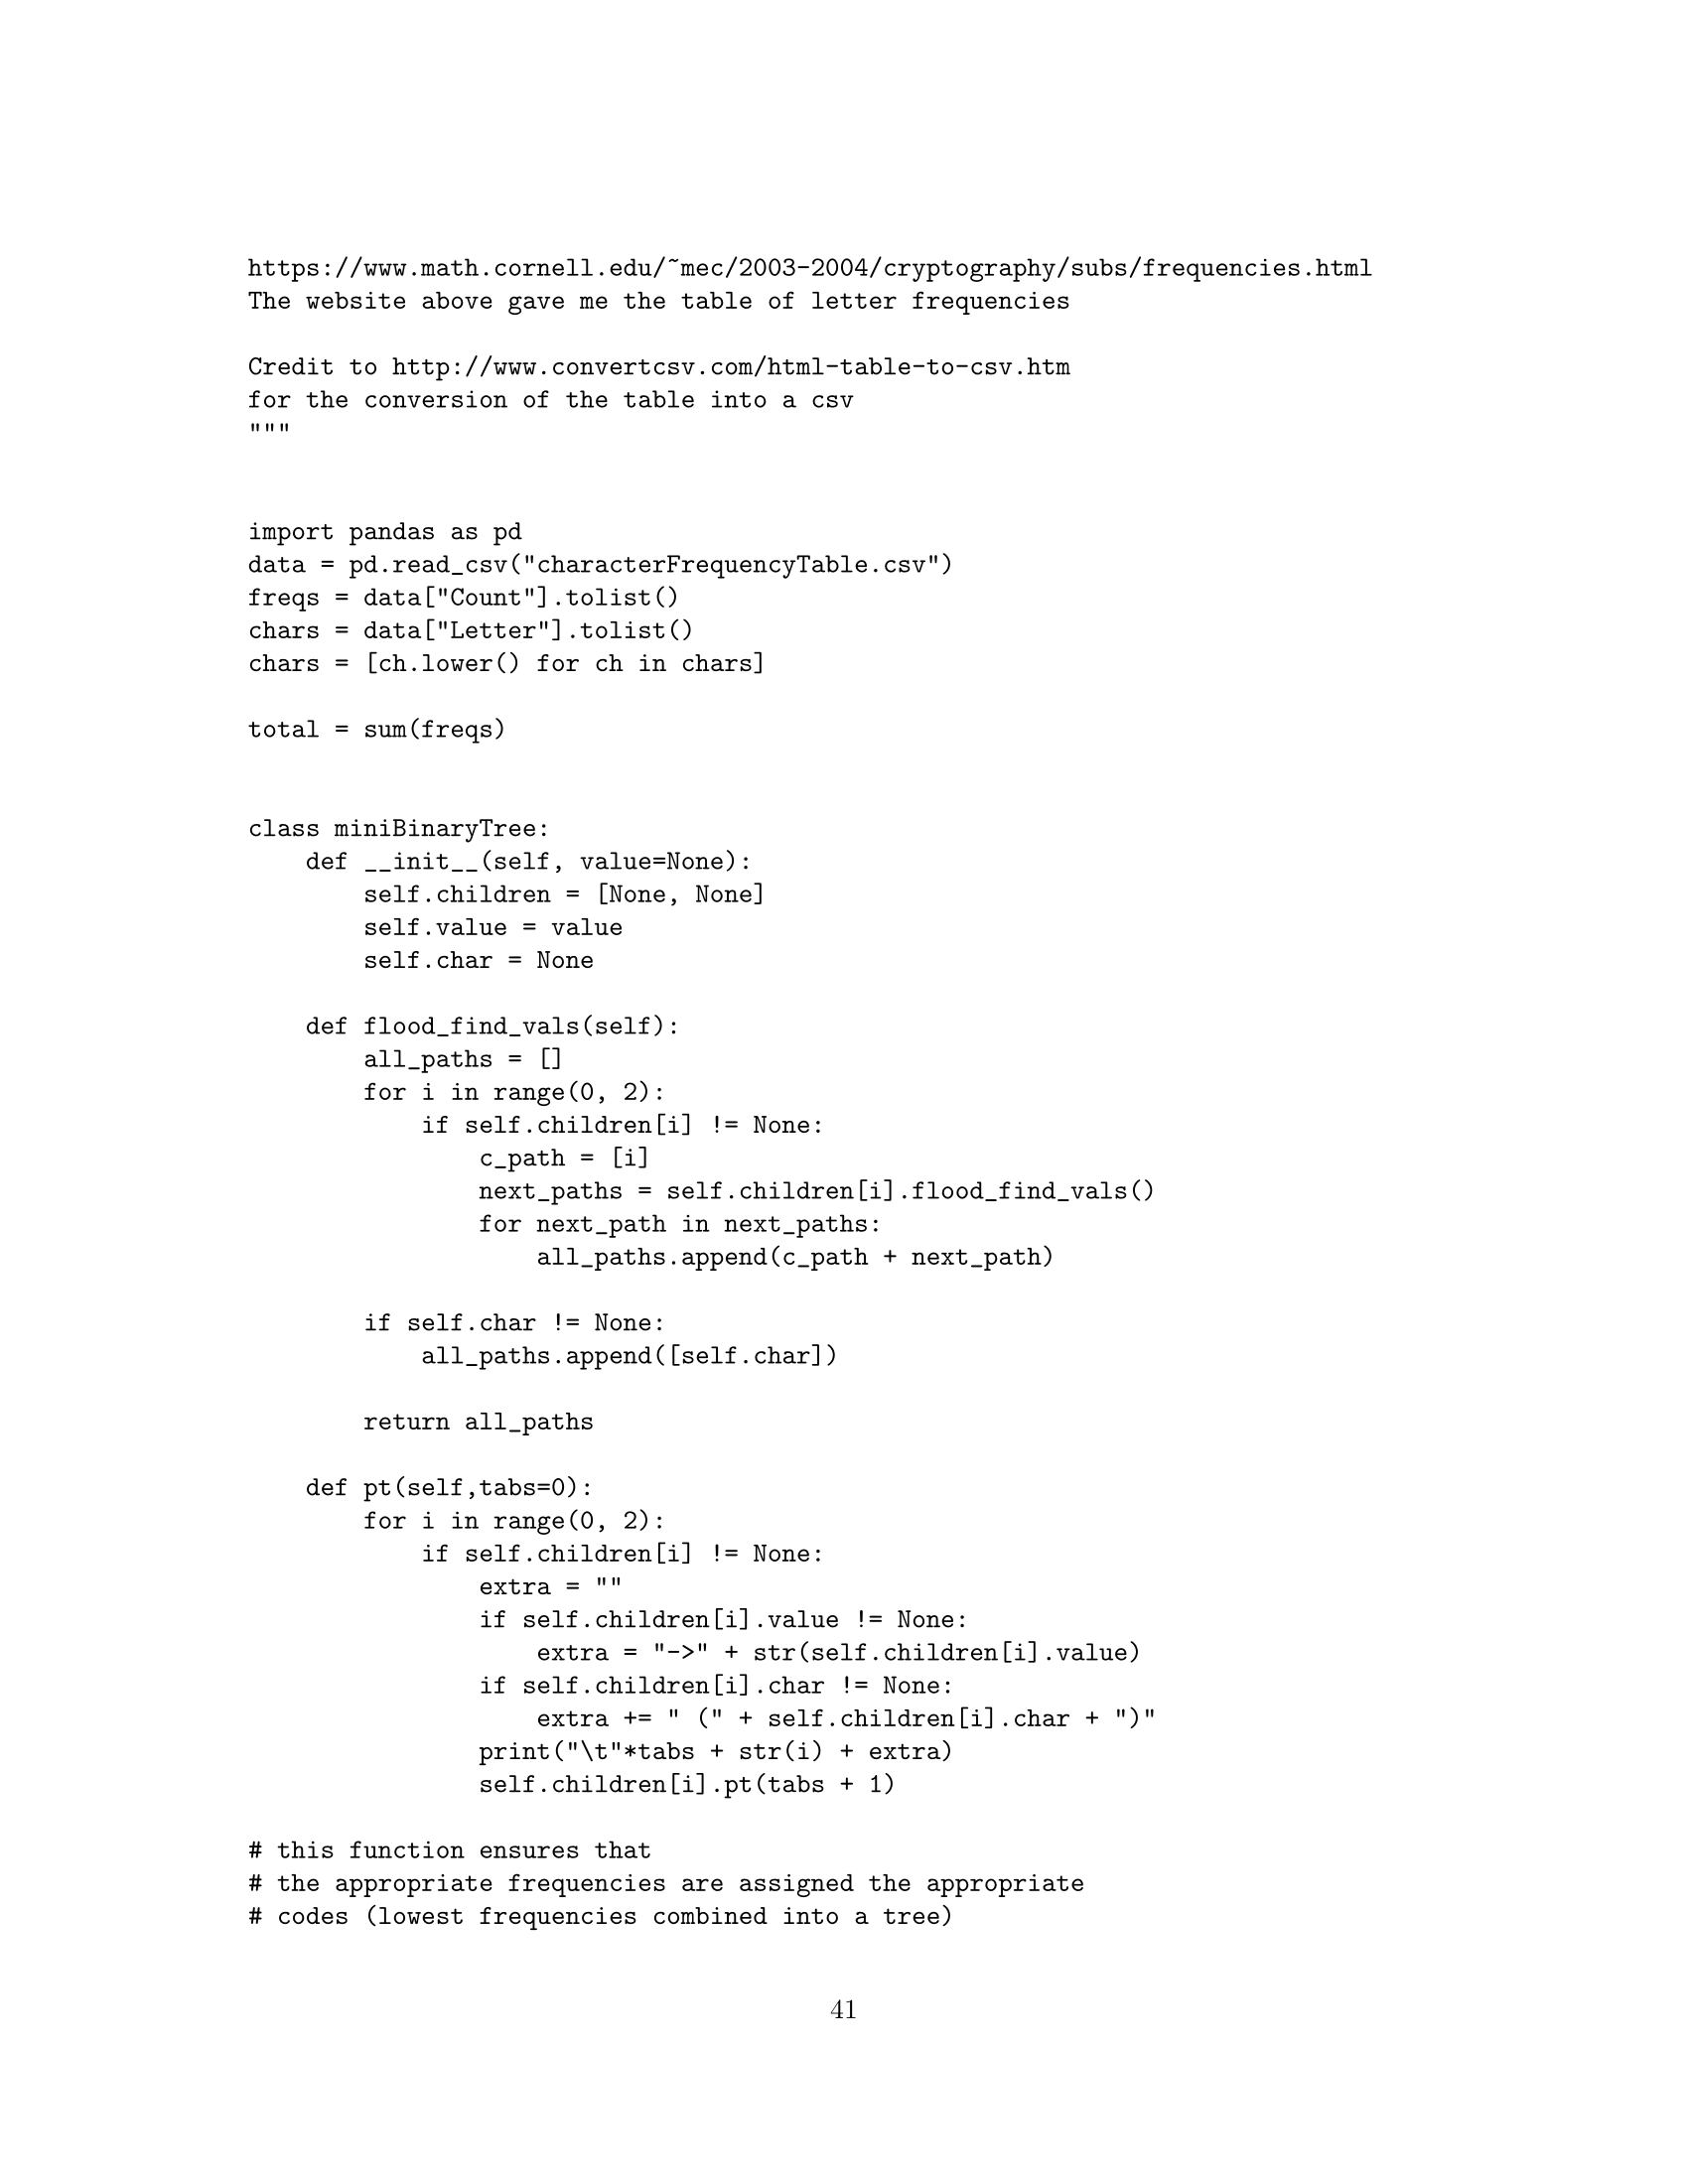 https://www.math.cornell.edu/~mec/2003-2004/cryptography/subs/frequencies.html
The website above gave me the table of letter frequencies

Credit to http://www.convertcsv.com/html-table-to-csv.htm
for the conversion of the table into a csv
"""

import pandas as pd
data = pd.read_csv("characterFrequencyTable.csv")
freqs = data["Count"].tolist()
chars = data["Letter"].tolist()
chars = [ch.lower() for ch in chars]

total = sum(freqs)

class miniBinaryTree:
    def __init__(self, value=None):
        self.children = [None, None]
        self.value = value
        self.char = None

    def flood_find_vals(self):
        all_paths = []
        for i in range(0, 2):
            if self.children[i] != None:
                c_path = [i]
                next_paths = self.children[i].flood_find_vals()
                for next_path in next_paths:
                    all_paths.append(c_path + next_path)

        if self.char != None:
            all_paths.append([self.char])

        return all_paths

    def pt(self,tabs=0):
        for i in range(0, 2):
            if self.children[i] != None:
                extra = ""
                if self.children[i].value != None:
                    extra = "->" + str(self.children[i].value)
                if self.children[i].char != None:
                    extra += " (" + self.children[i].char + ")"
                print("\t"*tabs + str(i) + extra)
                self.children[i].pt(tabs + 1)

# this function ensures that
# the appropriate frequencies are assigned the appropriate
# codes (lowest frequencies combined into a tree)

41